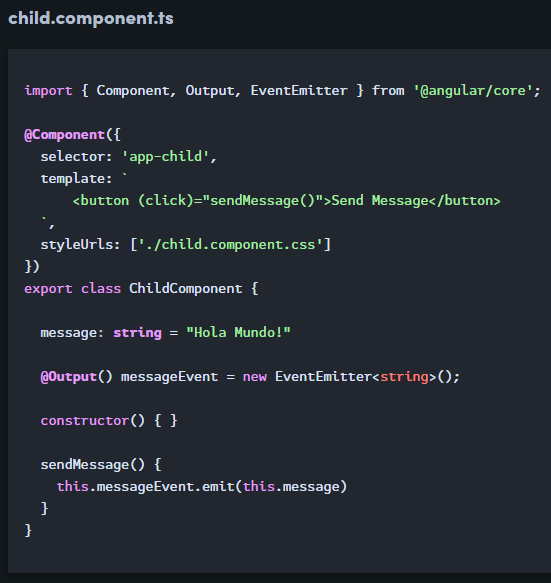 child.component.ts
import { Component, Output, EventEmitter } from '@angular/core';
@Component({
  selector: 'app-child',
  template: `
      <button (click)="sendMessage()">Send Message</button>
  `,
  styleUrls: ['./child.component.css']
})
export class ChildComponent {
  message: string = "Hola Mundo!"
  @Output() messageEvent = new EventEmitter<string>();
  constructor() { }
  sendMessage() {
    this.messageEvent.emit(this.message)
  }
}